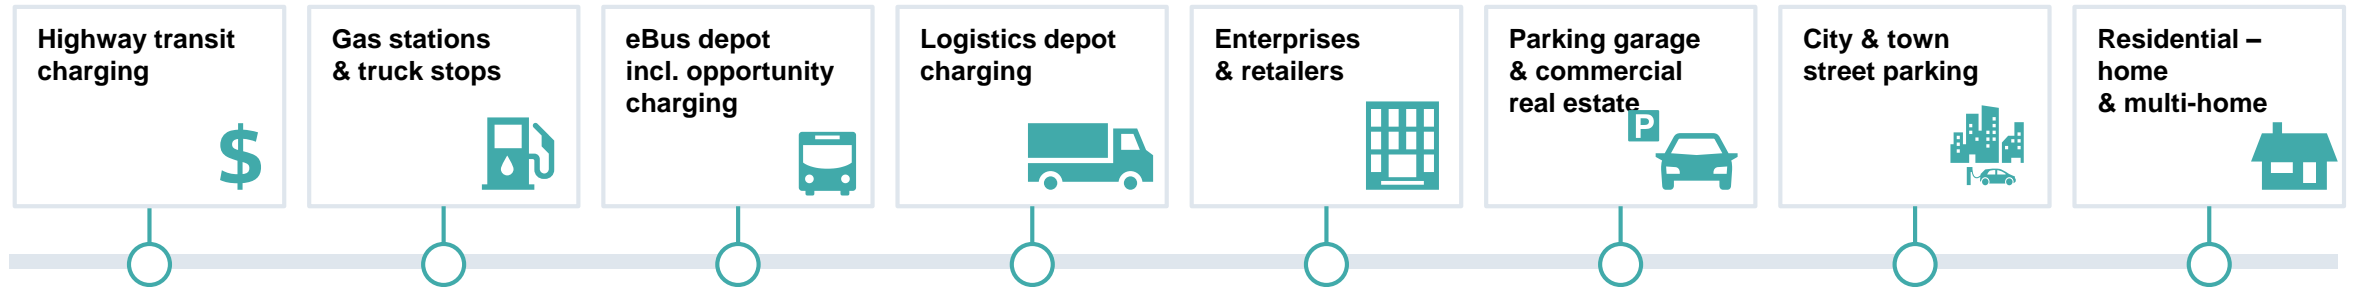 Highway transit
charging
$
Gas stations
& truck stops
eBus depot
incl. opportunity
charging
Logistics depot
charging
Enterprises
& retailers
Parking garage
& commercial
real estate
P
City & town
street parking
Residential –
home
& multi-home